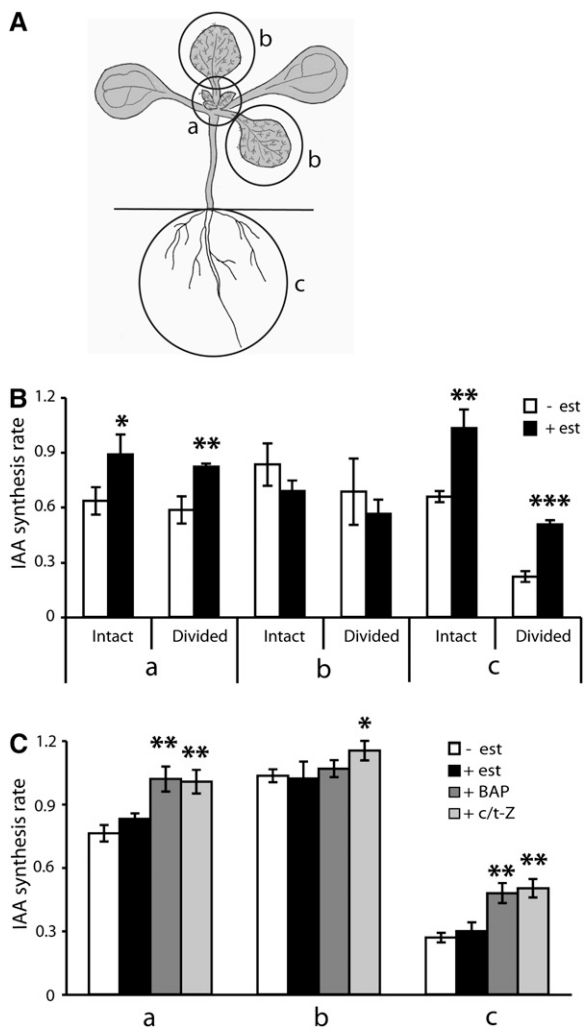 A
b
a
b
c
B
IAA synthesis rate
1.2
0.9
0.6
0.3
0
* ** ** ***
- est
+ est
Intact Divided Intact Divided Intact Divided
a b c
C
IAA synthesis rate
1.2
0.9
0.6
0.3
0
** ** * ** **
- est
+ est
+ BAP
+ c/t-Z
a b c